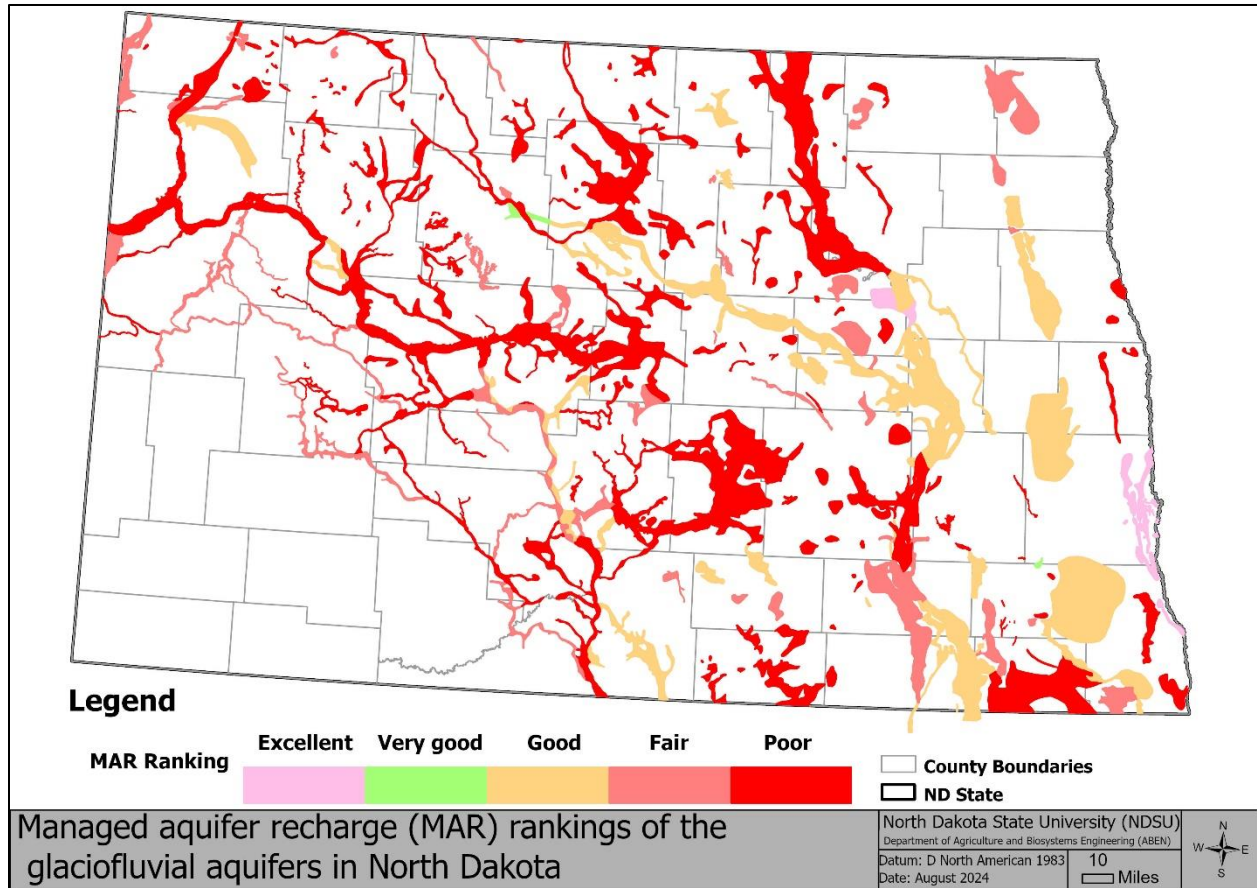 Legend
MAR Ranking
Excellent Very good Good Fair Poor
County Boundaries
ND State
Managed aquifer recharge (MAR) rankings of the
glaciofluvial aquifers in North Dakota
North Dakota State University (NDSU)
Department of Agriculture and Biosystems Engineering (ABEN)
Datum: D North American 1983
Date: August 2024
10
Miles
N
W E
S